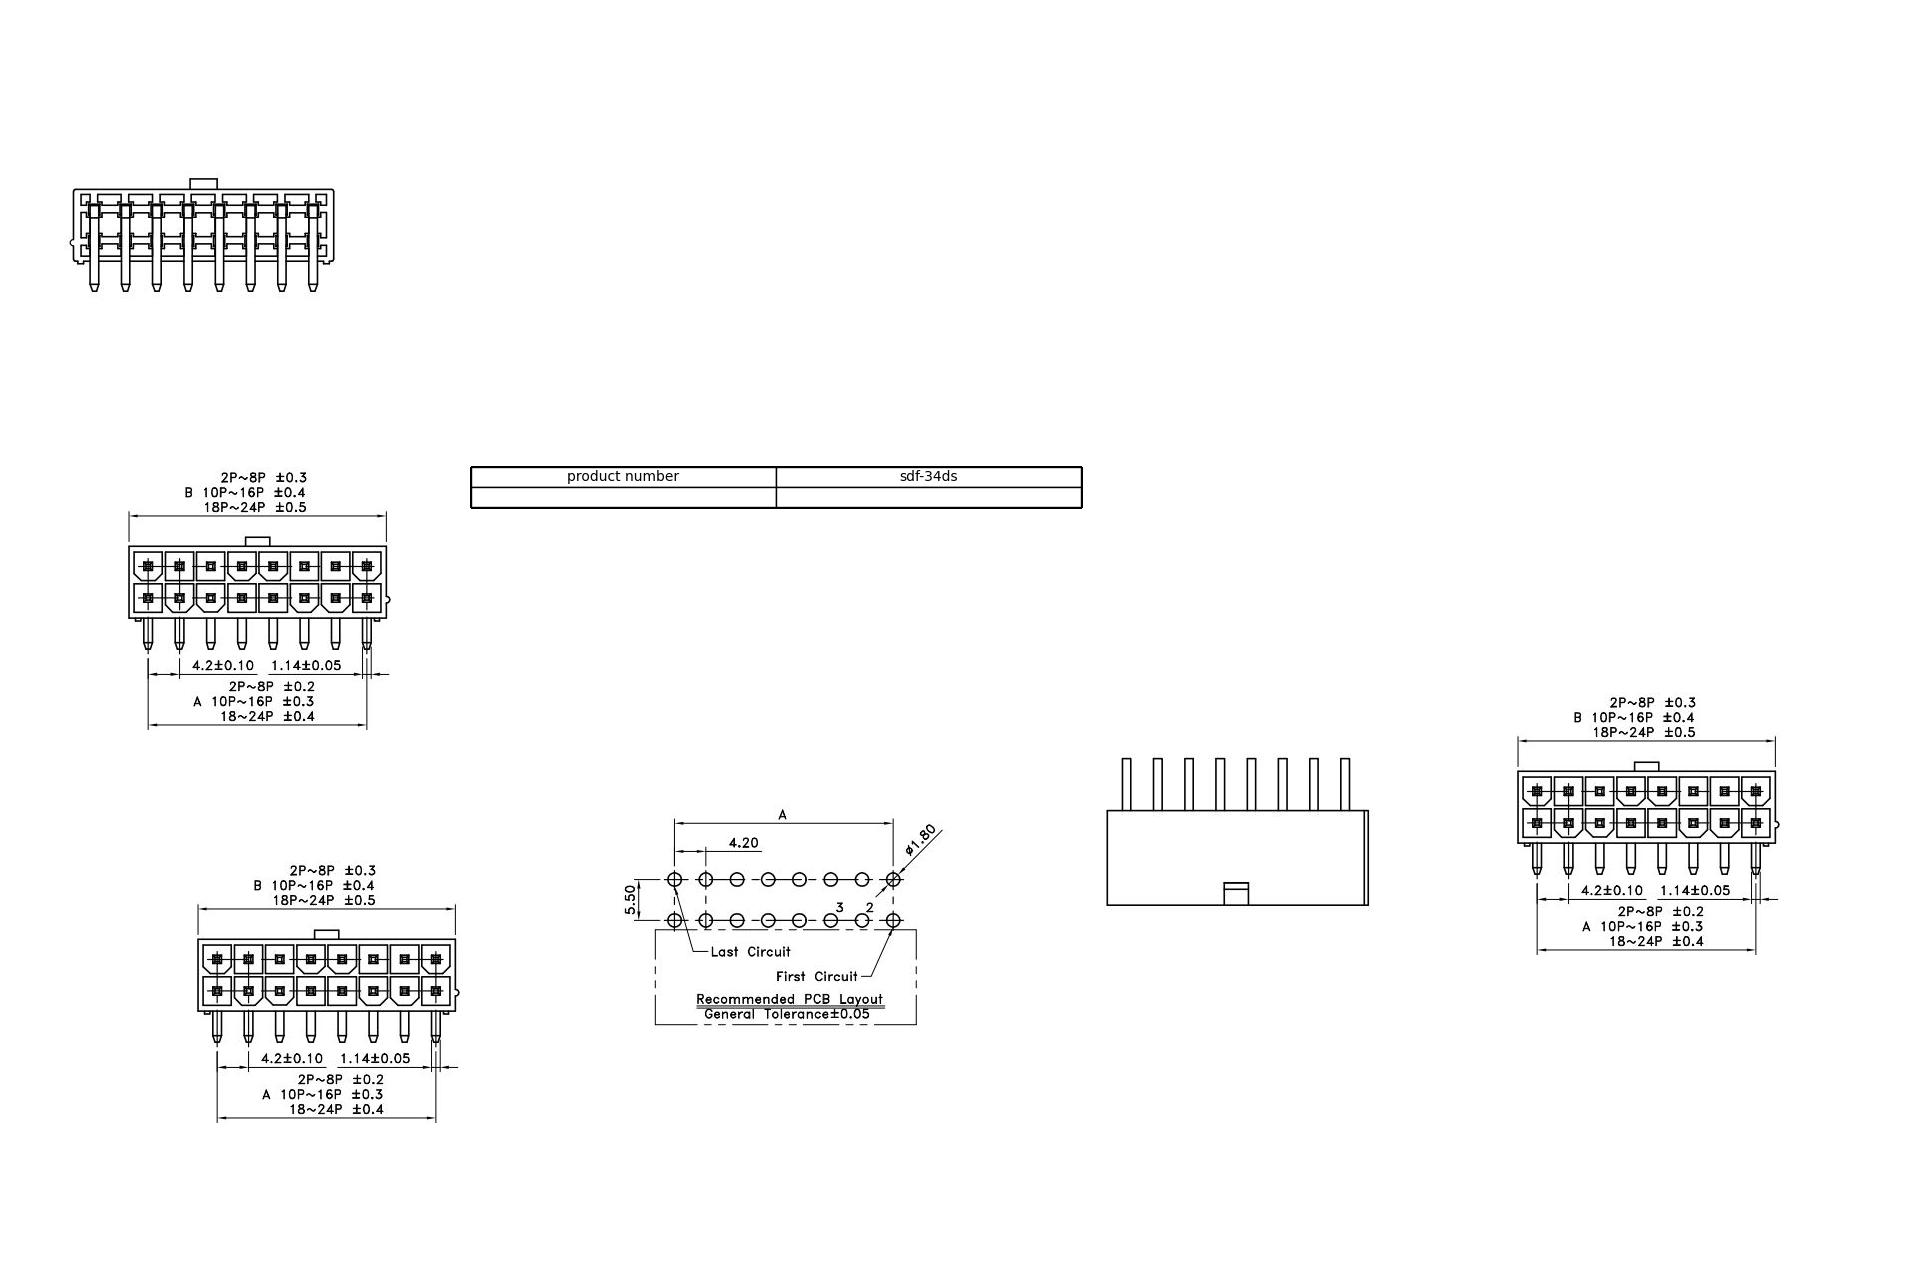 product number sdf-34ds
2P~8P ±0.3
B 10P~16P ±0.4
18P~24P ±0.5
4.2±0.10 1.14±0.05
2P~8P ±0.2
A 10P~16P ±0.3
18~24P ±0.4
2P~8P ±0.3
B 10P~16P ±0.4
18P~24P ±0.5
4.2±0.10 1.14±0.05
2P~8P ±0.2
A 10P~16P ±0.3
18~24P ±0.4
A
4.20
ø1.80
5.50
3 2
Last Circuit
First Circuit
Recommended PCB Layout
General Tolerance±0.05
2P~8P ±0.3
B 10P~16P ±0.4
18P~24P ±0.5
4.2±0.10 1.14±0.05
2P~8P ±0.2
A 10P~16P ±0.3
18~24P ±0.4